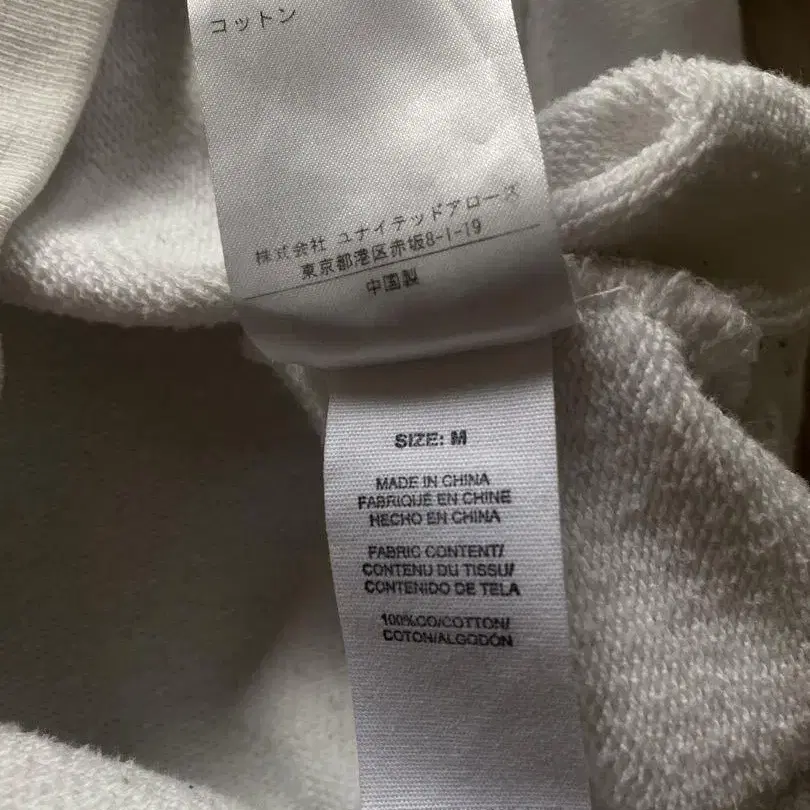 コットン
株式会社 ユナイテッドアローズ
東京都港区赤坂8-1-19
中国製
SIZE: M
MADE IN CHINA
FABRIQUÉ EN CHINE
HECHO EN CHINA
FABRIC CONTENT/
CONTENU DU TISSU/
CONTENIDO DE TELA
100%CO/COTTON/
COTON/ALGODÓN